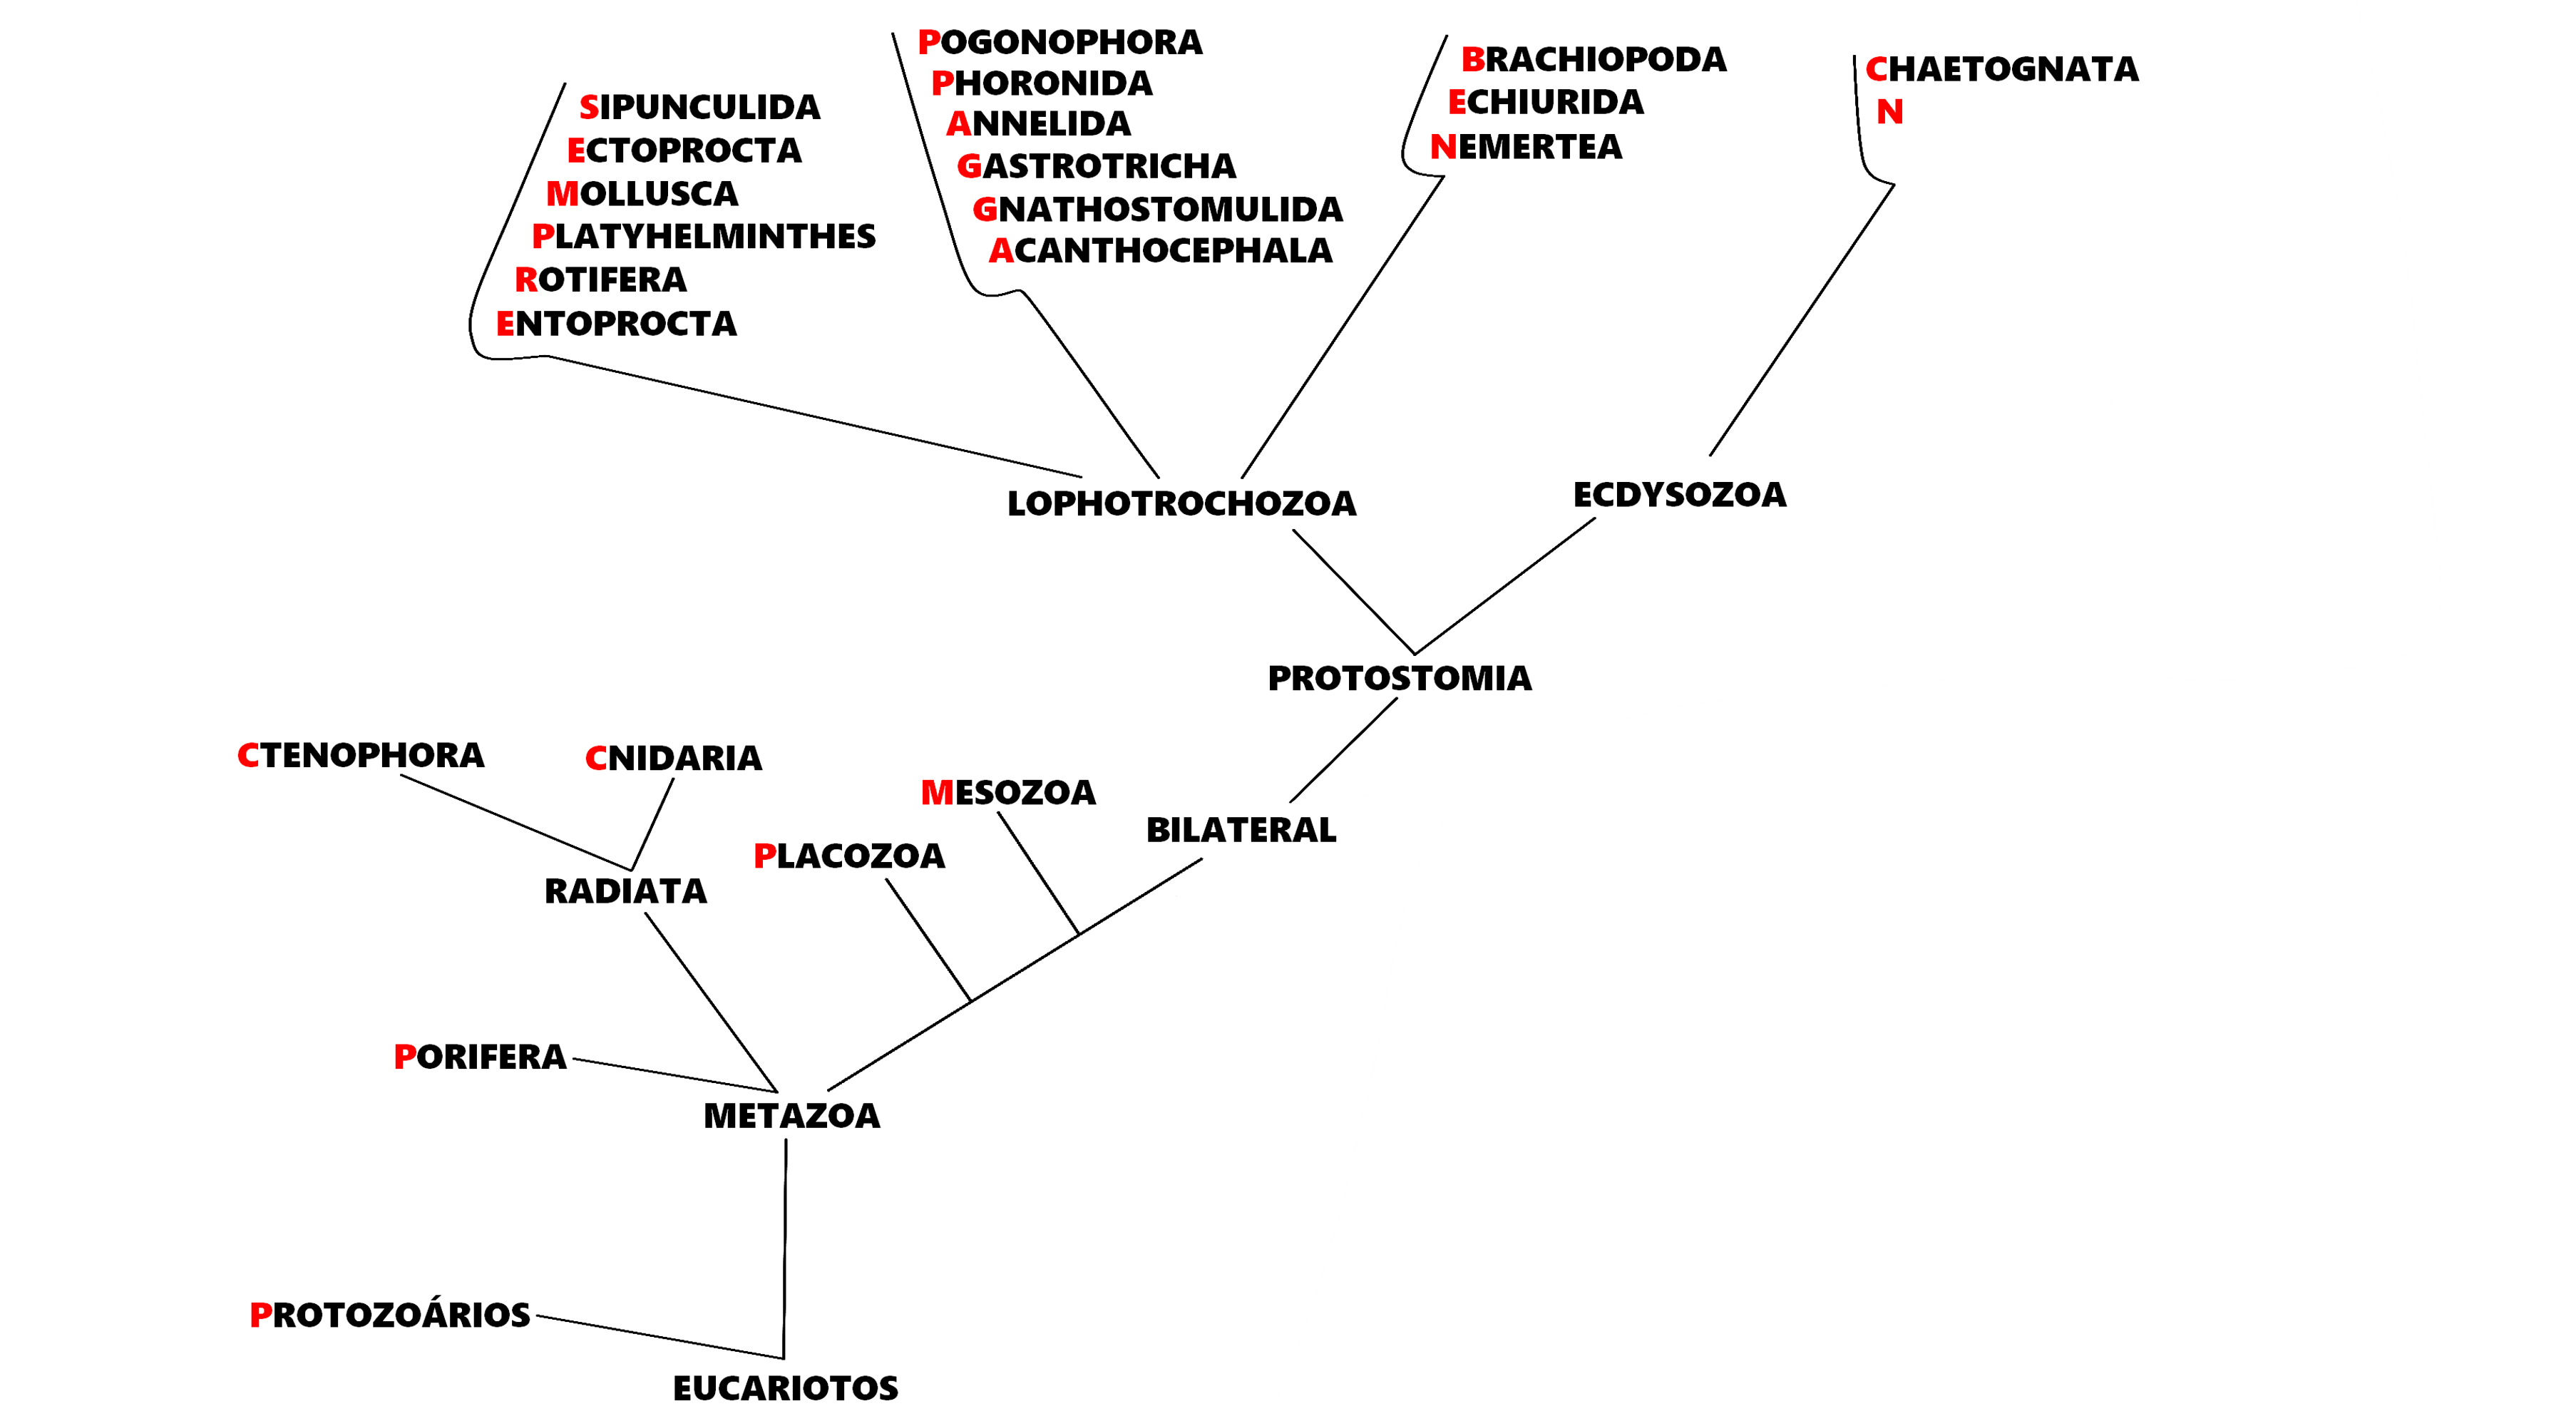 SIPUNCULIDA
ECTOPROCTA
MOLLUSCA
PLATYHELMINTHES
ROTIFERA
ENTOPROCTA
POGONOPHORA
PHORONIDA
ANNELIDA
GASTROTRICHA
GNATHOSTOMULIDA
ACANTHOCEPHALA
BRACHIOPODA
ECHIURIDA
NEMERTEA
CHAETOGNATA
N
LOPHOTROCHOZOA
ECDYSOZOA
PROTOSTOMIA
CTENOPHORA
CNIDARIA
MESOZOA
BILATERAL
PLACOZOA
RADIATA
PORIFERA
METAZOA
PROTOZOÁRIOS
EUCARIOTOS